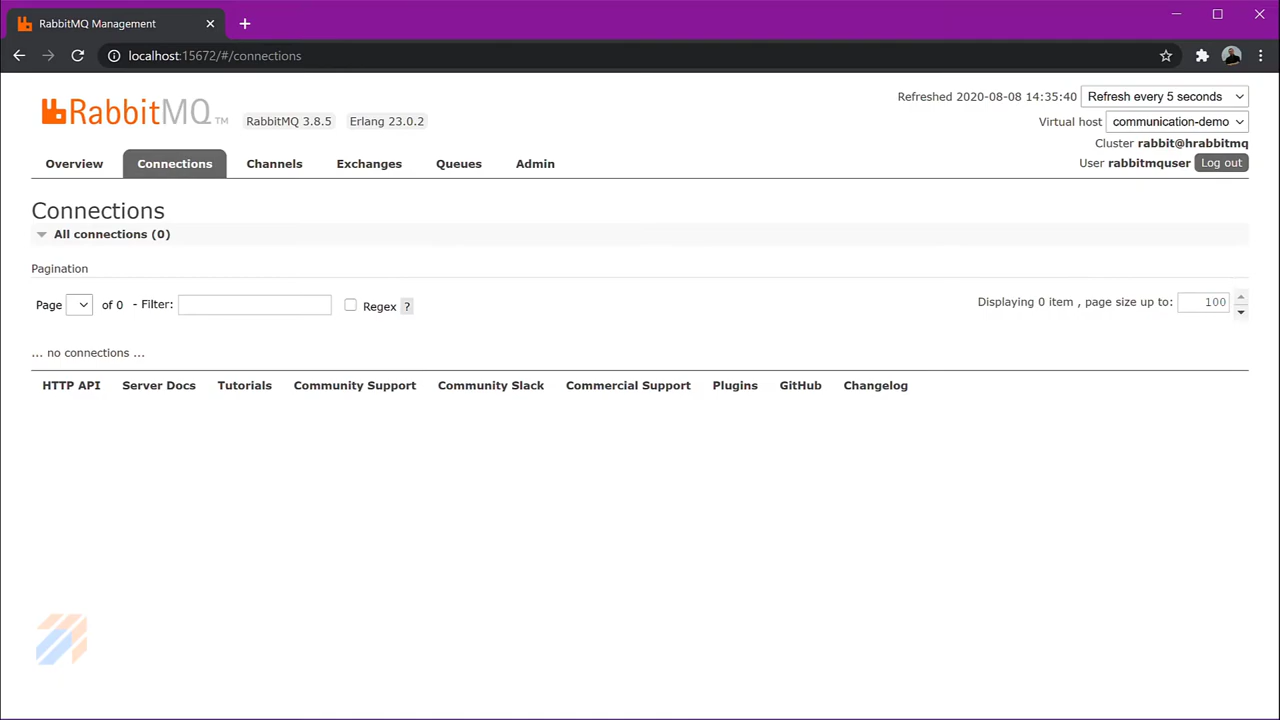 RabbitMQ Management
localhost:15672/#/connections
Refreshed 2020-08-08 14:35:40 Refresh every 5 seconds
RabbitMQ TM RabbitMQ 3.8.5 Erlang 23.0.2
Virtual host communication-demo
Cluster rabbit@hrabbitmq
User rabbitmquser Log out
Overview Connections Channels Exchanges Queues Admin
Connections
All connections (0)
Pagination
Page of 0 - Filter: Regex ? Displaying 0 item , page size up to: 100
... no connections ...
HTTP API Server Docs Tutorials Community Support Community Slack Commercial Support Plugins GitHub Changelog